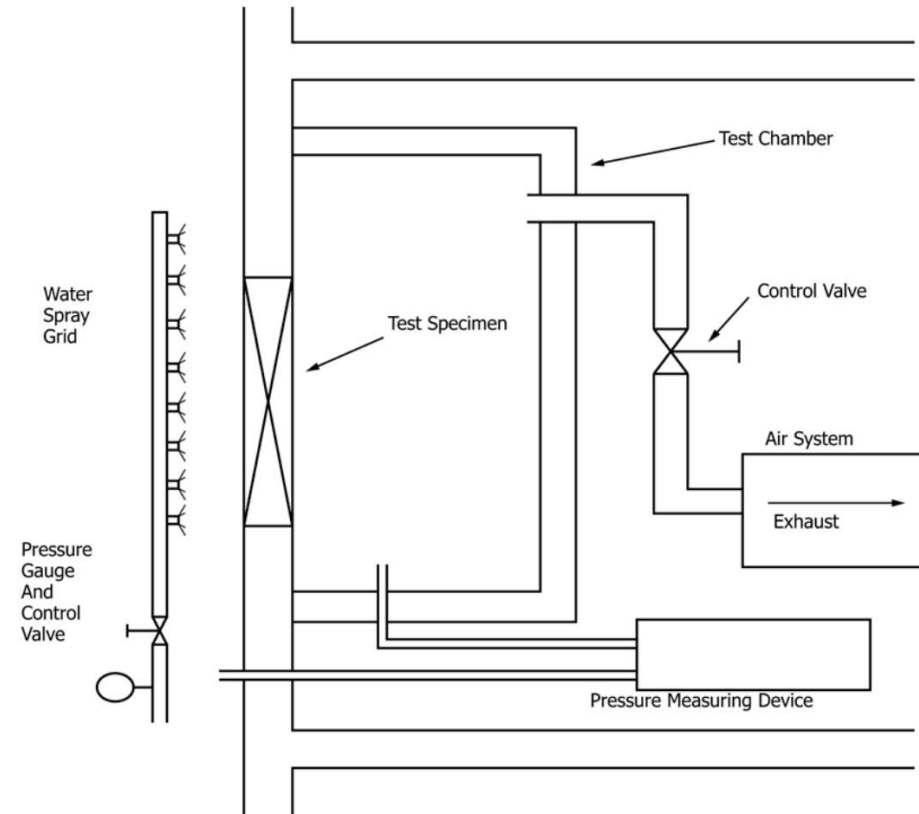 Test Chamber
Water
Spray
Grid
Control Valve
Test Specimen
Air System
Exhaust
Pressure
Gauge
And
Control
Valve
Pressure Measuring Device